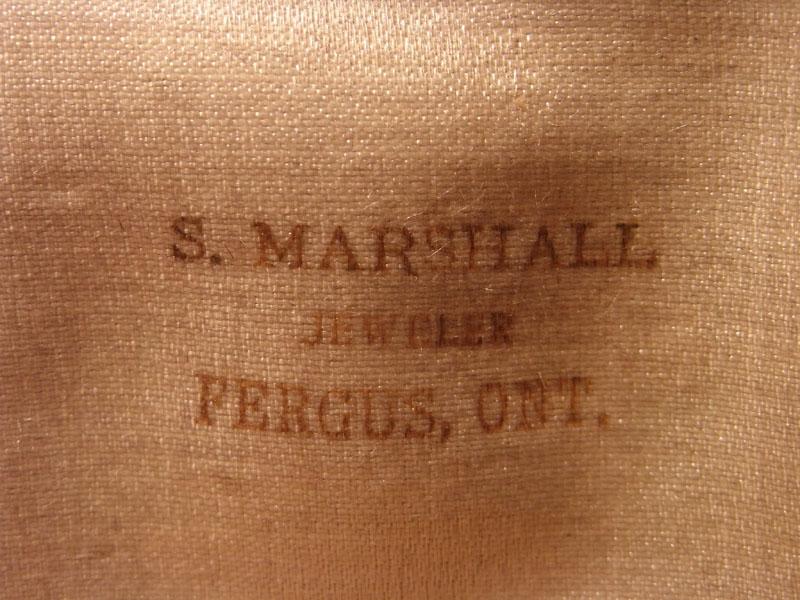 S. MARSHALL.
JEWELER
FERGUS, ONT.